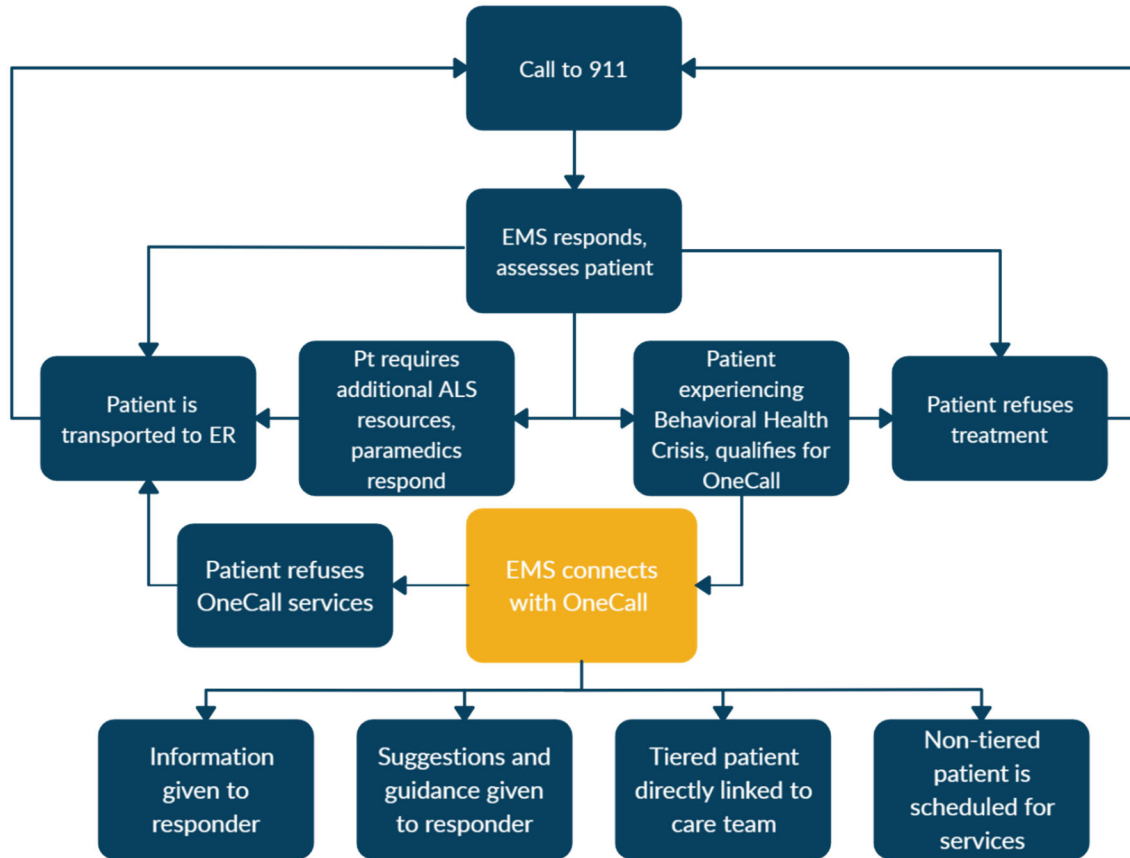 Call to 911
EMS responds,
assesses patient
Patient is
transported to ER
Pt requires
additional ALS
resources,
paramedics
respond
Patient
experiencing
Behavioral Health
Crisis, qualifies for
OneCall
Patient refuses
treatment
Patient refuses
OneCall services
EMS connects
with OneCall
Information
given to
responder
Suggestions and
guidance given
to responder
Tiered patient
directly linked to
care team
Non-tiered
patient is
scheduled for
services